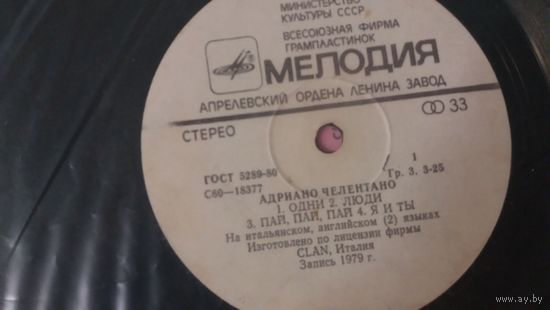 МИНИСТЕРСТВО
КУЛЬТУРЫ СССР
ВСЕСОЮЗНАЯ ФИРМА
ГРАМПЛАСТИНОК
МЕЛОДИЯ
АПРЕЛЕВСКИЙ ОРДЕНА ЛЕНИНА ЗАВОД
СТЕРЕО
33
ГОСТ 5289-80
1
С60—18377
Гр. 3. 3-25
АДРИАНО ЧЕЛЕНТАНО
1. ОДНИ 2. ЛЮДИ
3. ПАЙ, ПАЙ, ПАЙ 4. Я И ТЫ
На итальянском, английском (2) языках
Изготовлено по лицензии фирмы
CLAN, Италия
Запись 1979 г.
ay.by